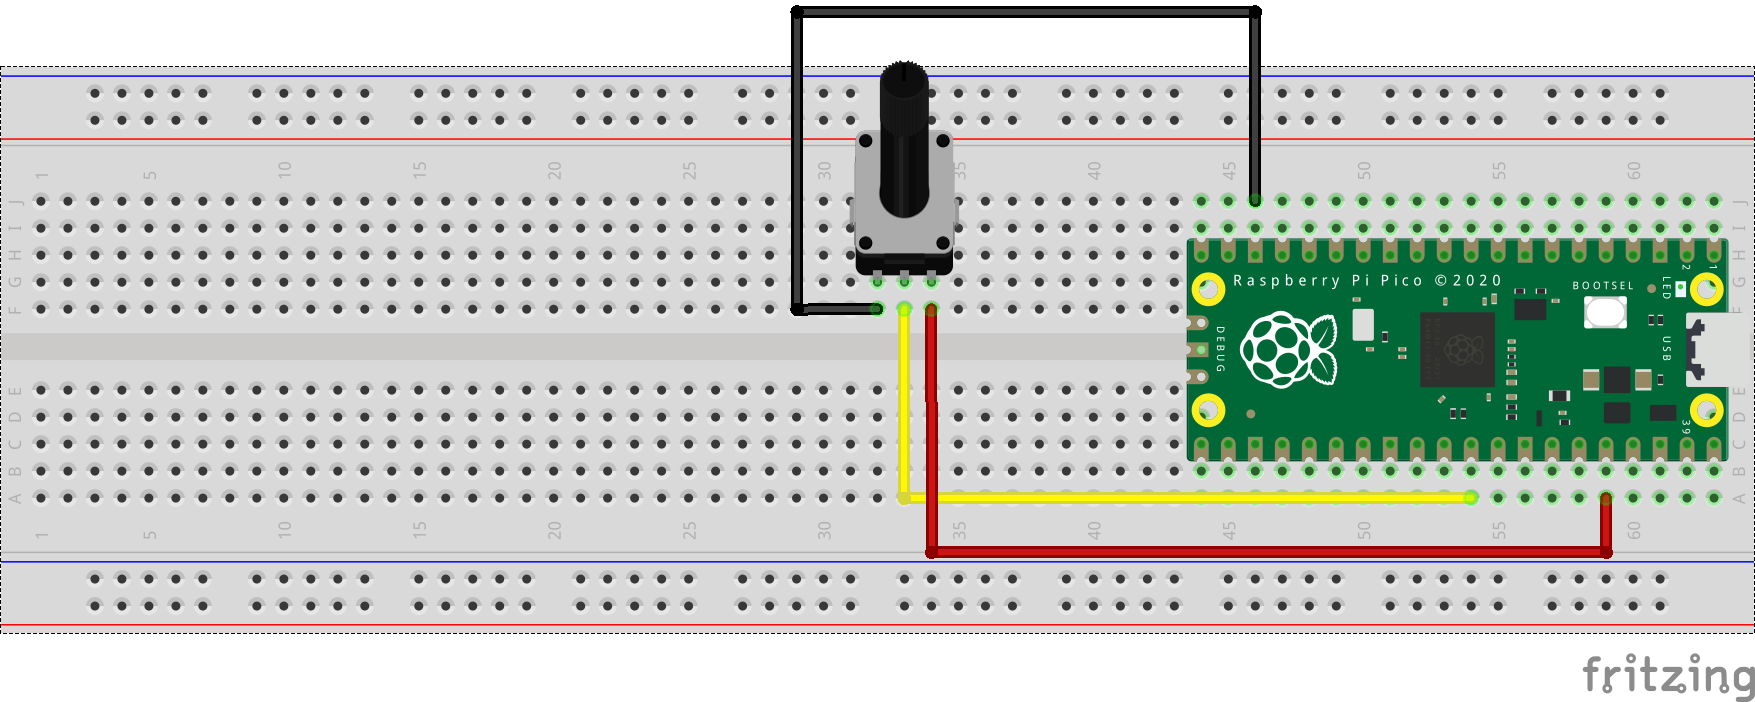 1 5 10 15 20 25 30 35 40 45 50 55 60
J J
I I
H H
G G
F F
2 1
Raspberry Pi Pico ©2020
BOOTSEL
LED
DEBUG
USB
E E
D D
C C
B B
A A
39
1 5 10 15 20 25 30 35 40 45 50 55 60
fritzing